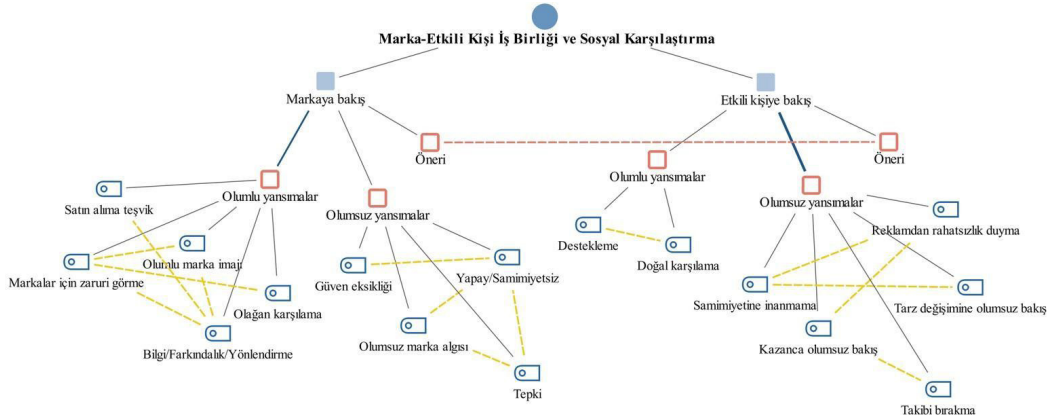 Marka-Etkili Kişi İş Birliği ve Sosyal Karşılaştırma
Markaya bakış
Etkili kişiye bakış
Öneri
Öneri
Olumlu yansımalar
Olumsuz yansımalar
Olumlu yansımalar
Olumsuz yansımalar
Satın alıma teşvik
Olumlu marka imajı
Markalar için zaruri görme
Olağan karşılama
Bilgi/Farkındalık/Yönlendirme
Güven eksikliği
Yapay/Samimiyetsiz
Olumsuz marka algısı
Tepki
Destekleme
Doğal karşılama
Reklamdan rahatsızlık duyma
Samimiyetine inanmama
Tarz değişimine olumsuz bakış
Kazanca olumsuz bakış
Takibi bırakma